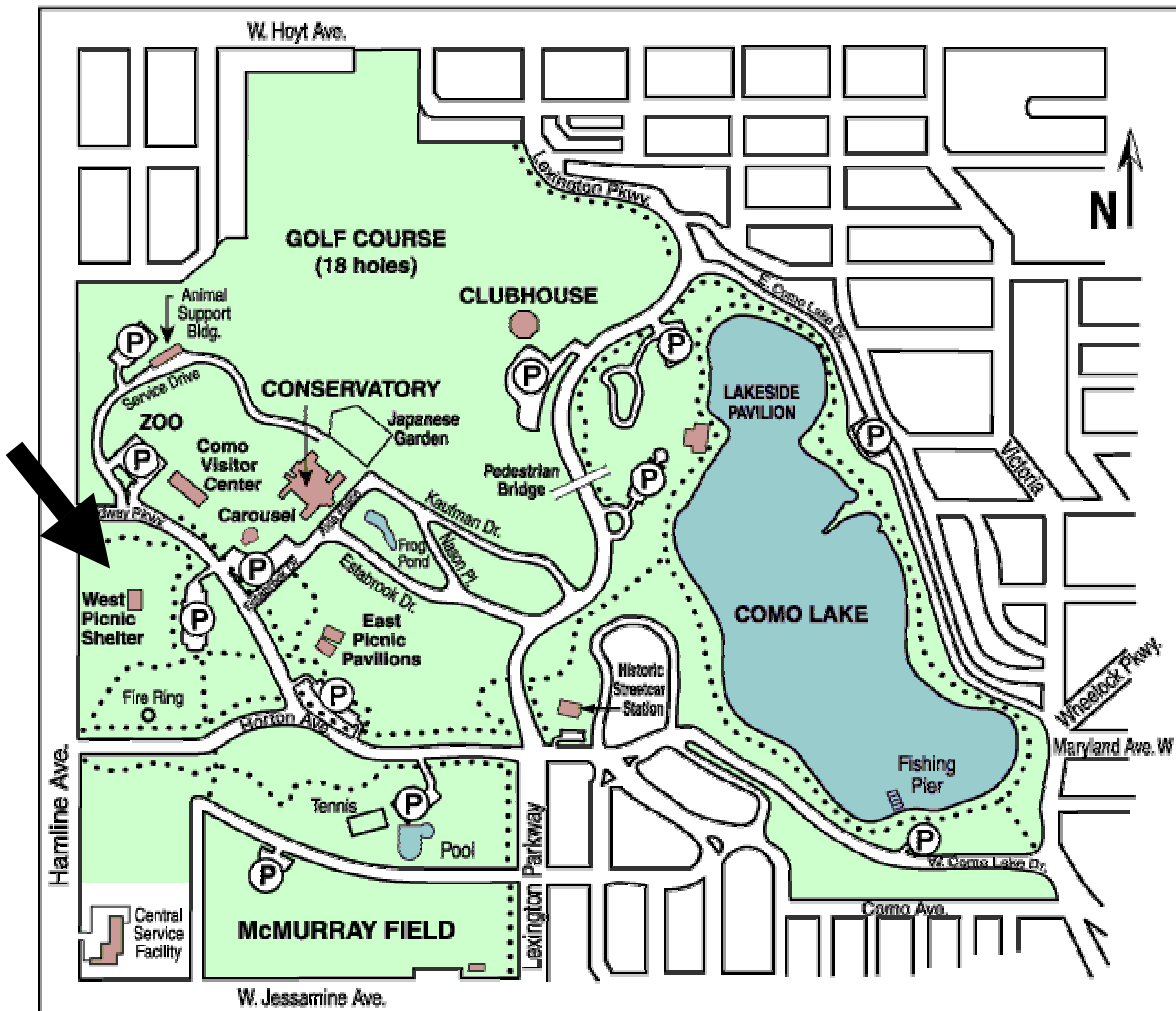 W. Hoyt Ave.
Lexington Pkwy.
N
GOLF COURSE
(18 holes)
E. Como Lake Dr.
Animal
Support
Bldg.
CLUBHOUSE
P
P
P
Service Drive
CONSERVATORY
LAKESIDE
PAVILION
ZOO
Japanese
Garden
P
Como
Visitor
Center
P
Victoria
Pedestrian
Bridge
P
Carousel
Kaufman Dr.
dway Pkwy.
Frog
Pond
Nason Pl.
P
Estabrook Dr.
West
Picnic
Shelter
P
East
Picnic
Pavilions
COMO LAKE
Historic
Streetcar
Station
Wheelock Pkwy.
Fire Ring
P
Horton Ave.
Maryland Ave. W
Hamline Ave.
Fishing
Pier
Tennis
P
Pool
P
W. Como Lake Dr.
P
Lexington Parkway
Como Ave.
Central
Service
Facility
McMURRAY FIELD
W. Jessamine Ave.